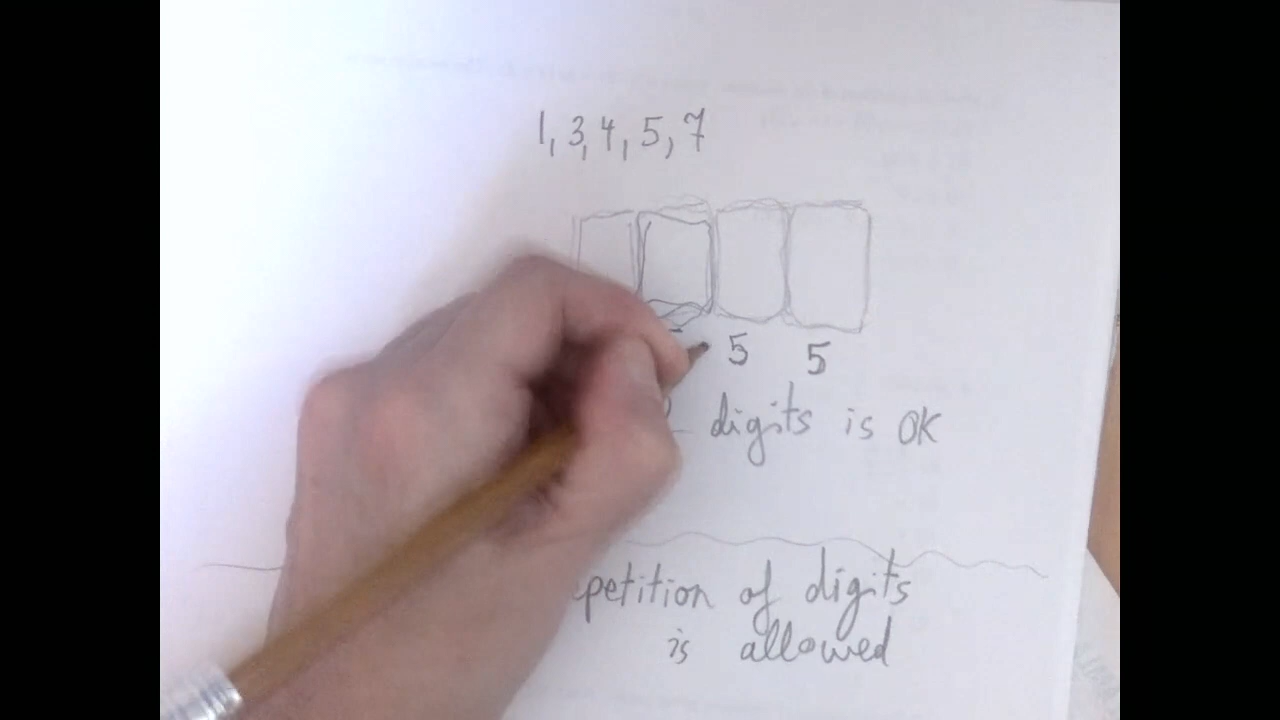 1, 3, 4, 5, 7
5 5
digits is OK
petition of digits
is allowed